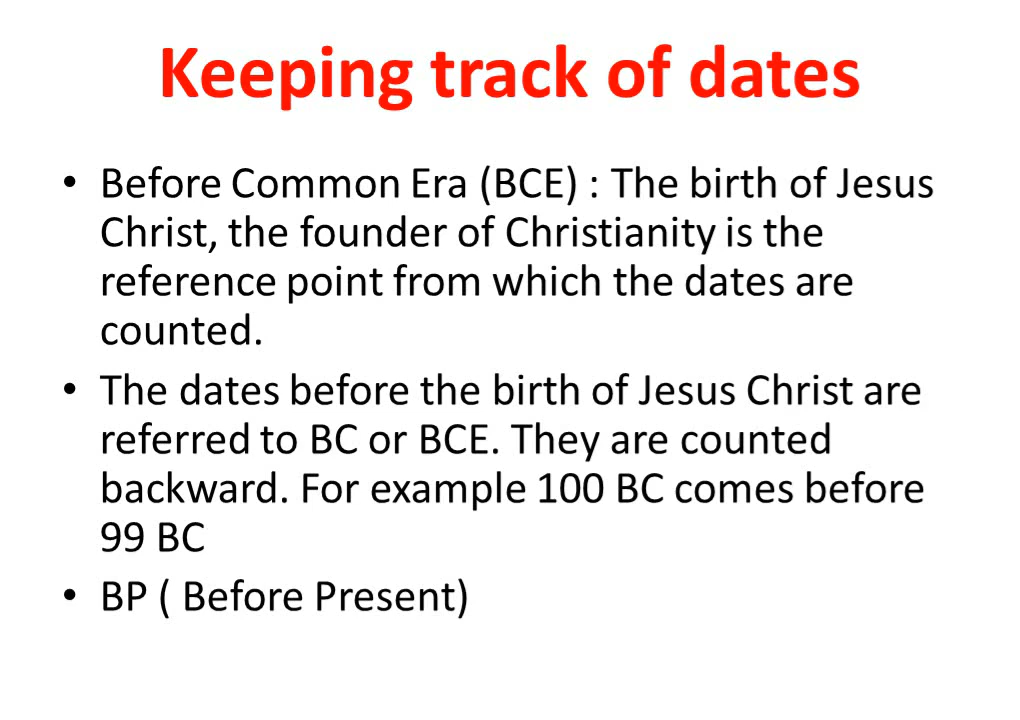 Keeping track of dates
• Before Common Era (BCE) : The birth of Jesus
Christ, the founder of Christianity is the
reference point from which the dates are
counted.
• The dates before the birth of Jesus Christ are
referred to BC or BCE. They are counted
backward. For example 100 BC comes before
99 BC
• BP ( Before Present)